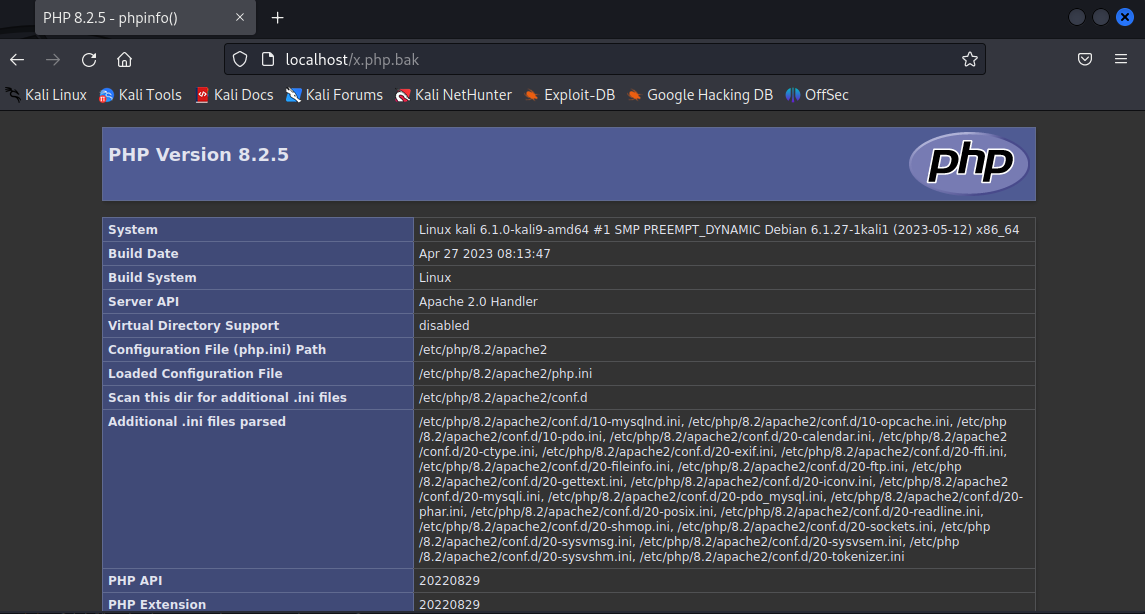 PHP 8.2.5 - phpinfo()
localhost/x.php.bak
Kali Linux Kali Tools Kali Docs Kali Forums Kali NetHunter Exploit-DB Google Hacking DB OffSec
PHP Version 8.2.5
php
System Linux kali 6.1.0-kali9-amd64 #1 SMP PREEMPT_DYNAMIC Debian 6.1.27-1kali1 (2023-05-12) x86_64
Build Date Apr 27 2023 08:13:47
Build System Linux
Server API Apache 2.0 Handler
Virtual Directory Support disabled
Configuration File (php.ini) Path /etc/php/8.2/apache2
Loaded Configuration File /etc/php/8.2/apache2/php.ini
Scan this dir for additional .ini files /etc/php/8.2/apache2/conf.d
Additional .ini files parsed /etc/php/8.2/apache2/conf.d/10-mysqlnd.ini, /etc/php/8.2/apache2/conf.d/10-opcache.ini, /etc/php
/8.2/apache2/conf.d/10-pdo.ini, /etc/php/8.2/apache2/conf.d/20-calendar.ini, /etc/php/8.2/apache2
/conf.d/20-ctype.ini, /etc/php/8.2/apache2/conf.d/20-exif.ini, /etc/php/8.2/apache2/conf.d/20-ffi.ini,
/etc/php/8.2/apache2/conf.d/20-fileinfo.ini, /etc/php/8.2/apache2/conf.d/20-ftp.ini, /etc/php
/8.2/apache2/conf.d/20-gettext.ini, /etc/php/8.2/apache2/conf.d/20-iconv.ini, /etc/php/8.2/apache2
/conf.d/20-mysqli.ini, /etc/php/8.2/apache2/conf.d/20-pdo_mysql.ini, /etc/php/8.2/apache2/conf.d/20-
phar.ini, /etc/php/8.2/apache2/conf.d/20-posix.ini, /etc/php/8.2/apache2/conf.d/20-readline.ini,
/etc/php/8.2/apache2/conf.d/20-shmop.ini, /etc/php/8.2/apache2/conf.d/20-sockets.ini, /etc/php
/8.2/apache2/conf.d/20-sysvmsg.ini, /etc/php/8.2/apache2/conf.d/20-sysvsem.ini, /etc/php
/8.2/apache2/conf.d/20-sysvshm.ini, /etc/php/8.2/apache2/conf.d/20-tokenizer.ini
PHP API 20220829
PHP Extension 20220829